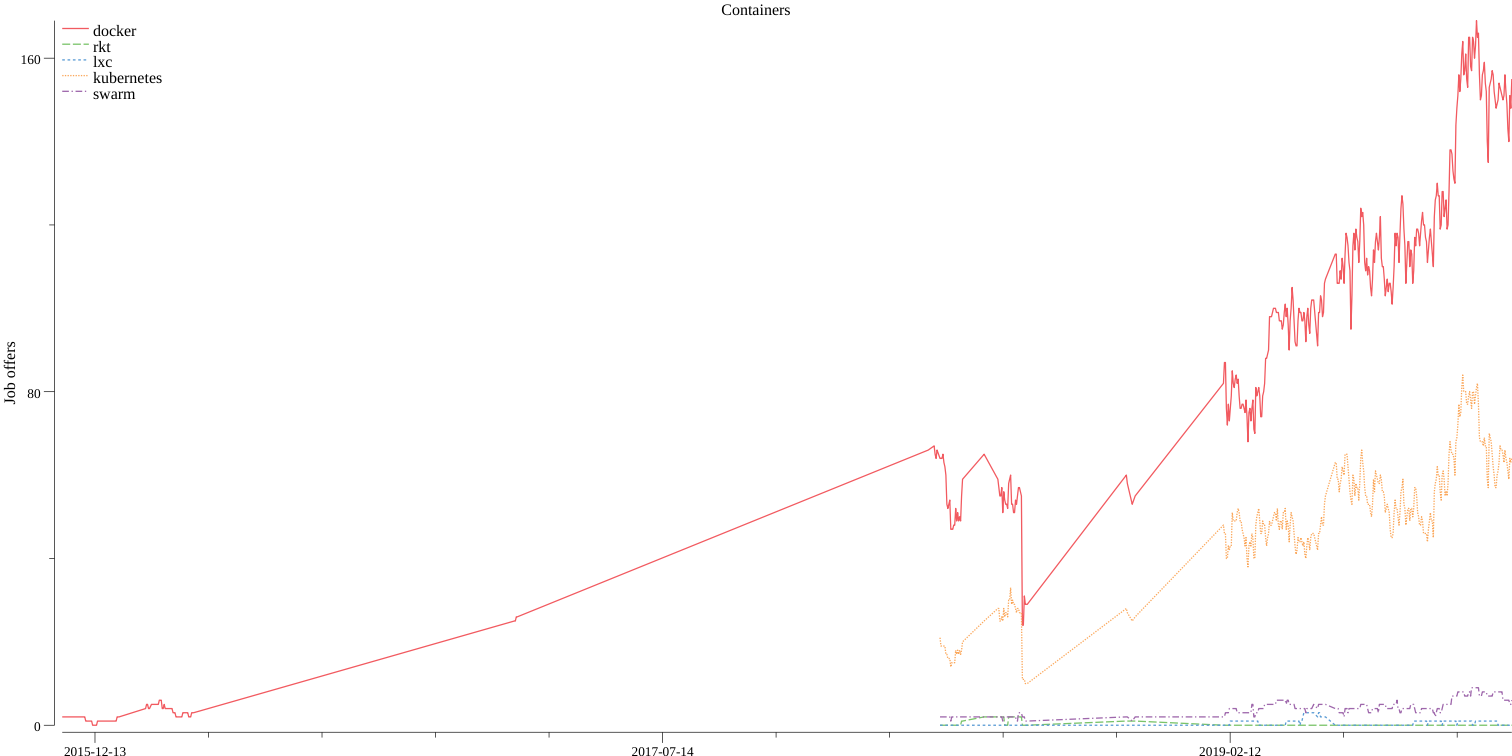 Containers
docker
rkt
lxc
kubernetes
swarm
160
80
0
Job offers
2015-12-13
2017-07-14
2019-02-12